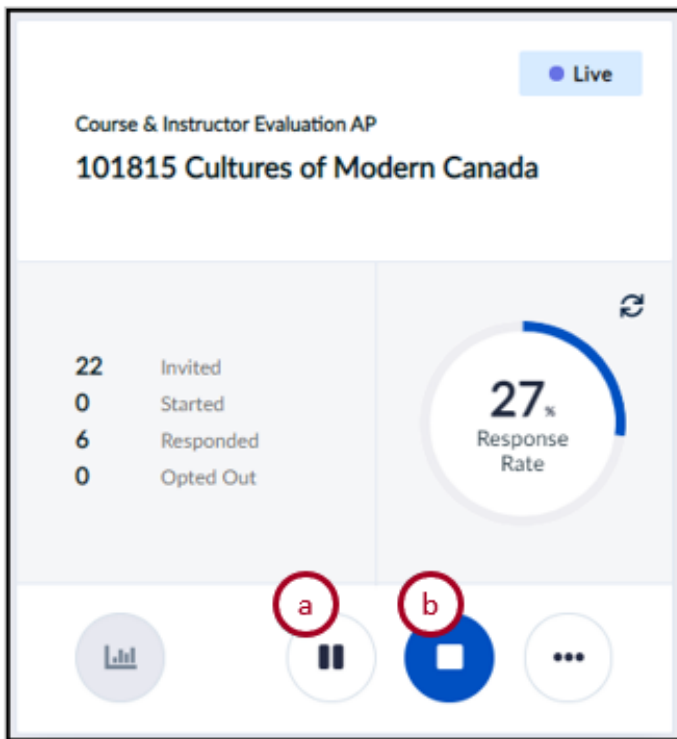 Live
Course & Instructor Evaluation AP
101815 Cultures of Modern Canada
22 Invited
0 Started
6 Responded
0 Opted Out
27%
Response
Rate
a
b